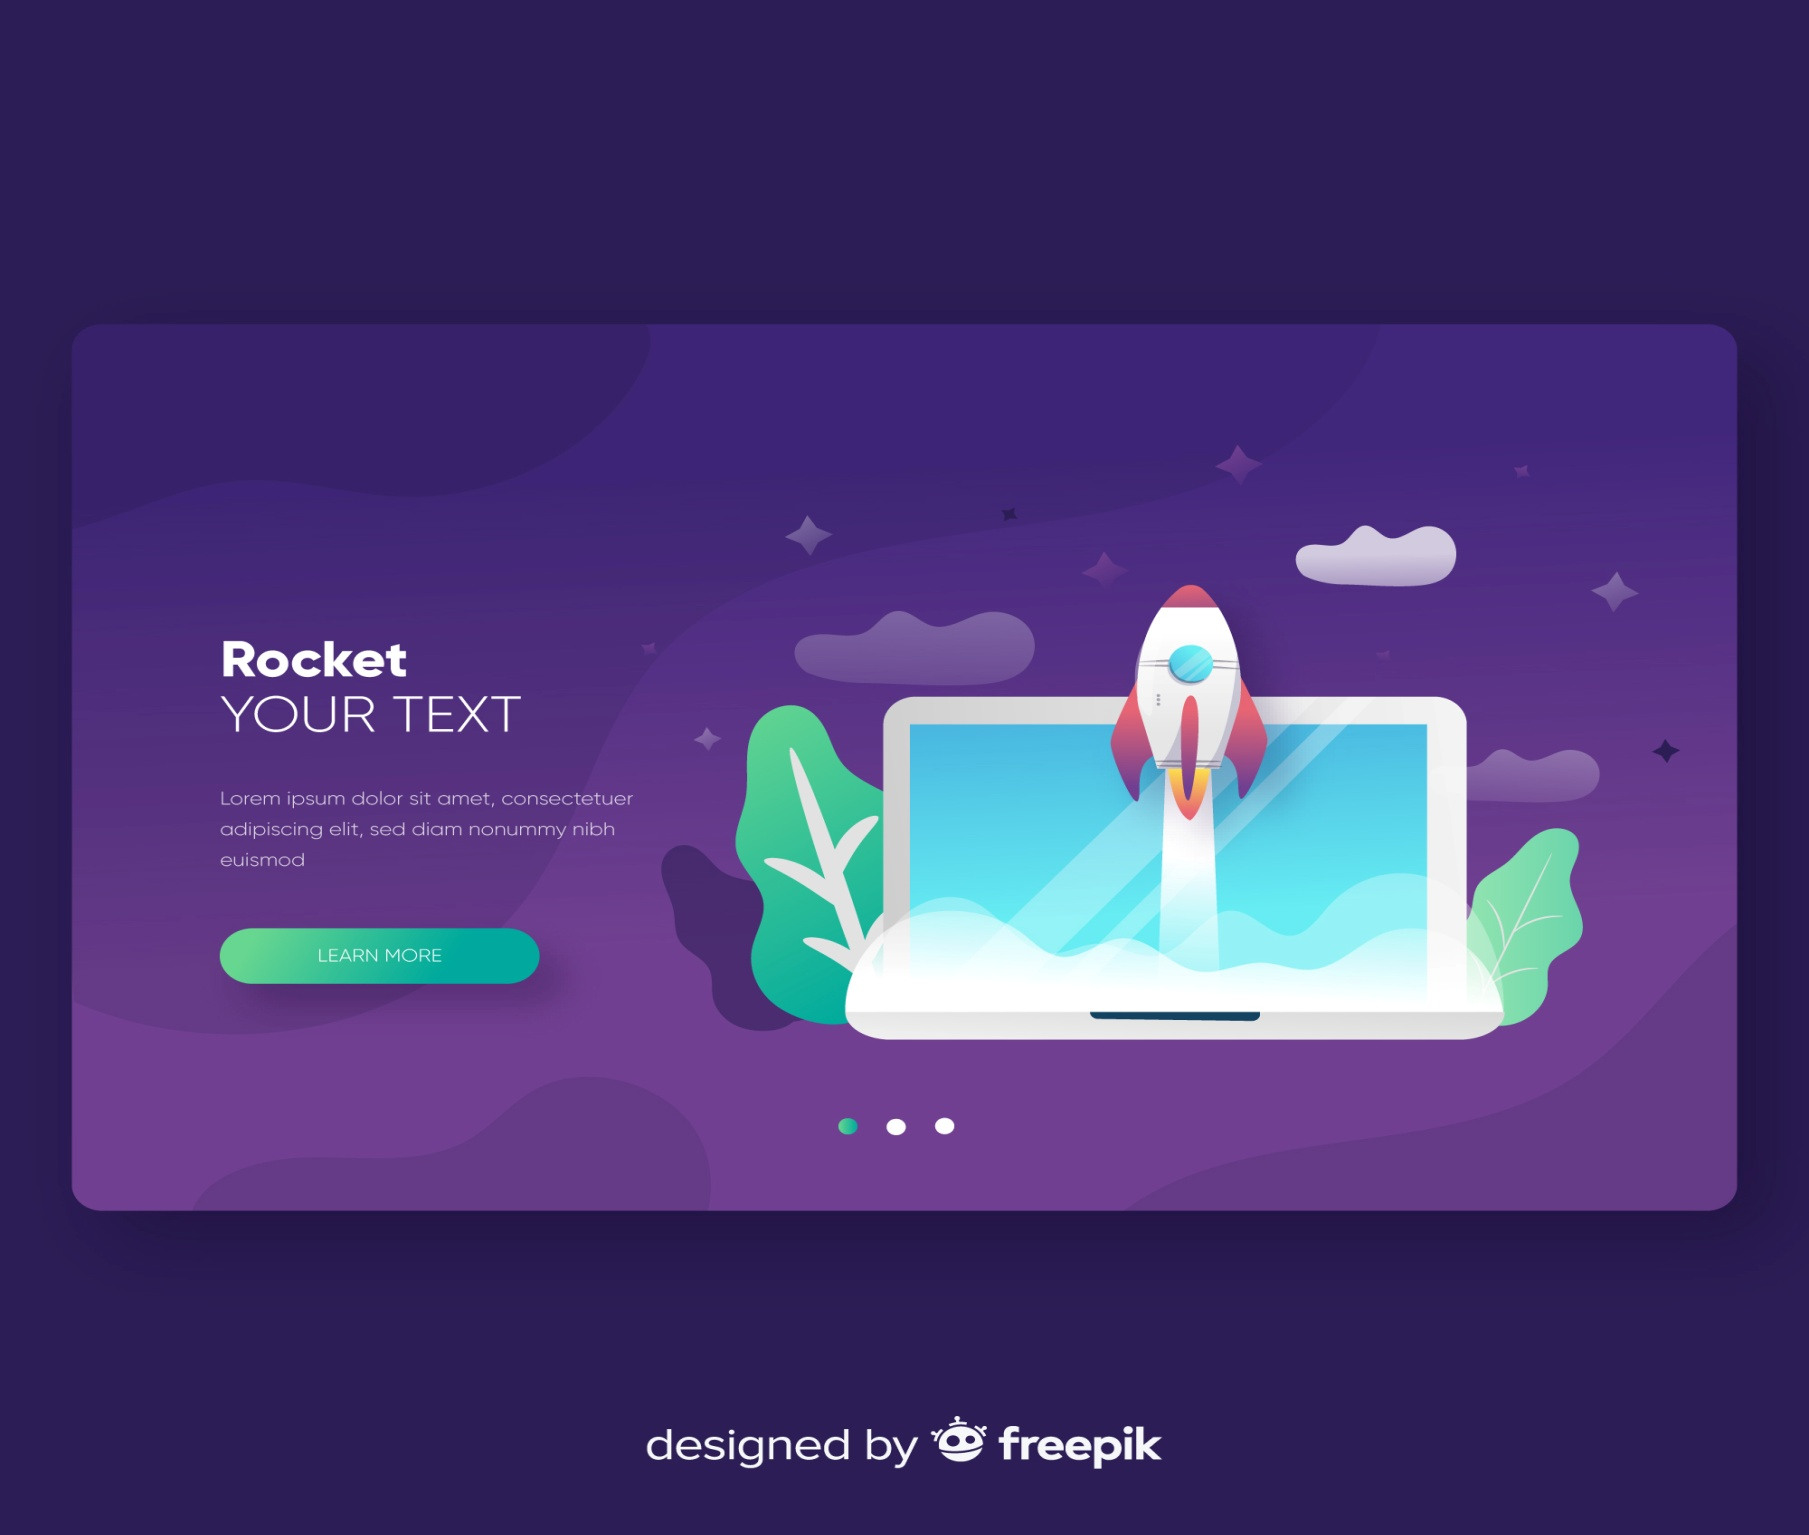 Rocket
YOUR TEXT
Lorem ipsum dolor sit amet, consectetuer
adipiscing elit, sed diam nonummy nibh
euismod
LEARN MORE
designed by freepik